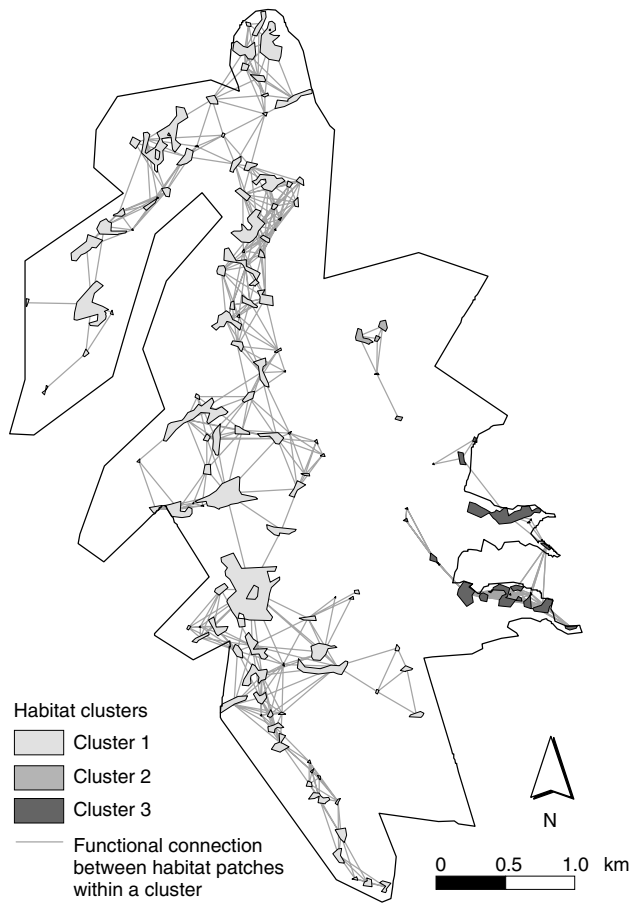 Habitat clusters
Cluster 1
Cluster 2
Cluster 3
Functional connection
between habitat patches
within a cluster
N
0 0.5 1.0 km